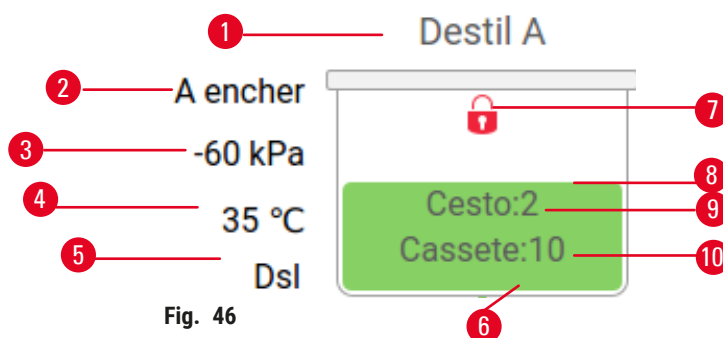 1 Destil A
2 A encher
7
3 -60 kPa
8
4 35 °C
Cesto:2 9
5 Dsl
Cassete:10 10
Fig. 46
6